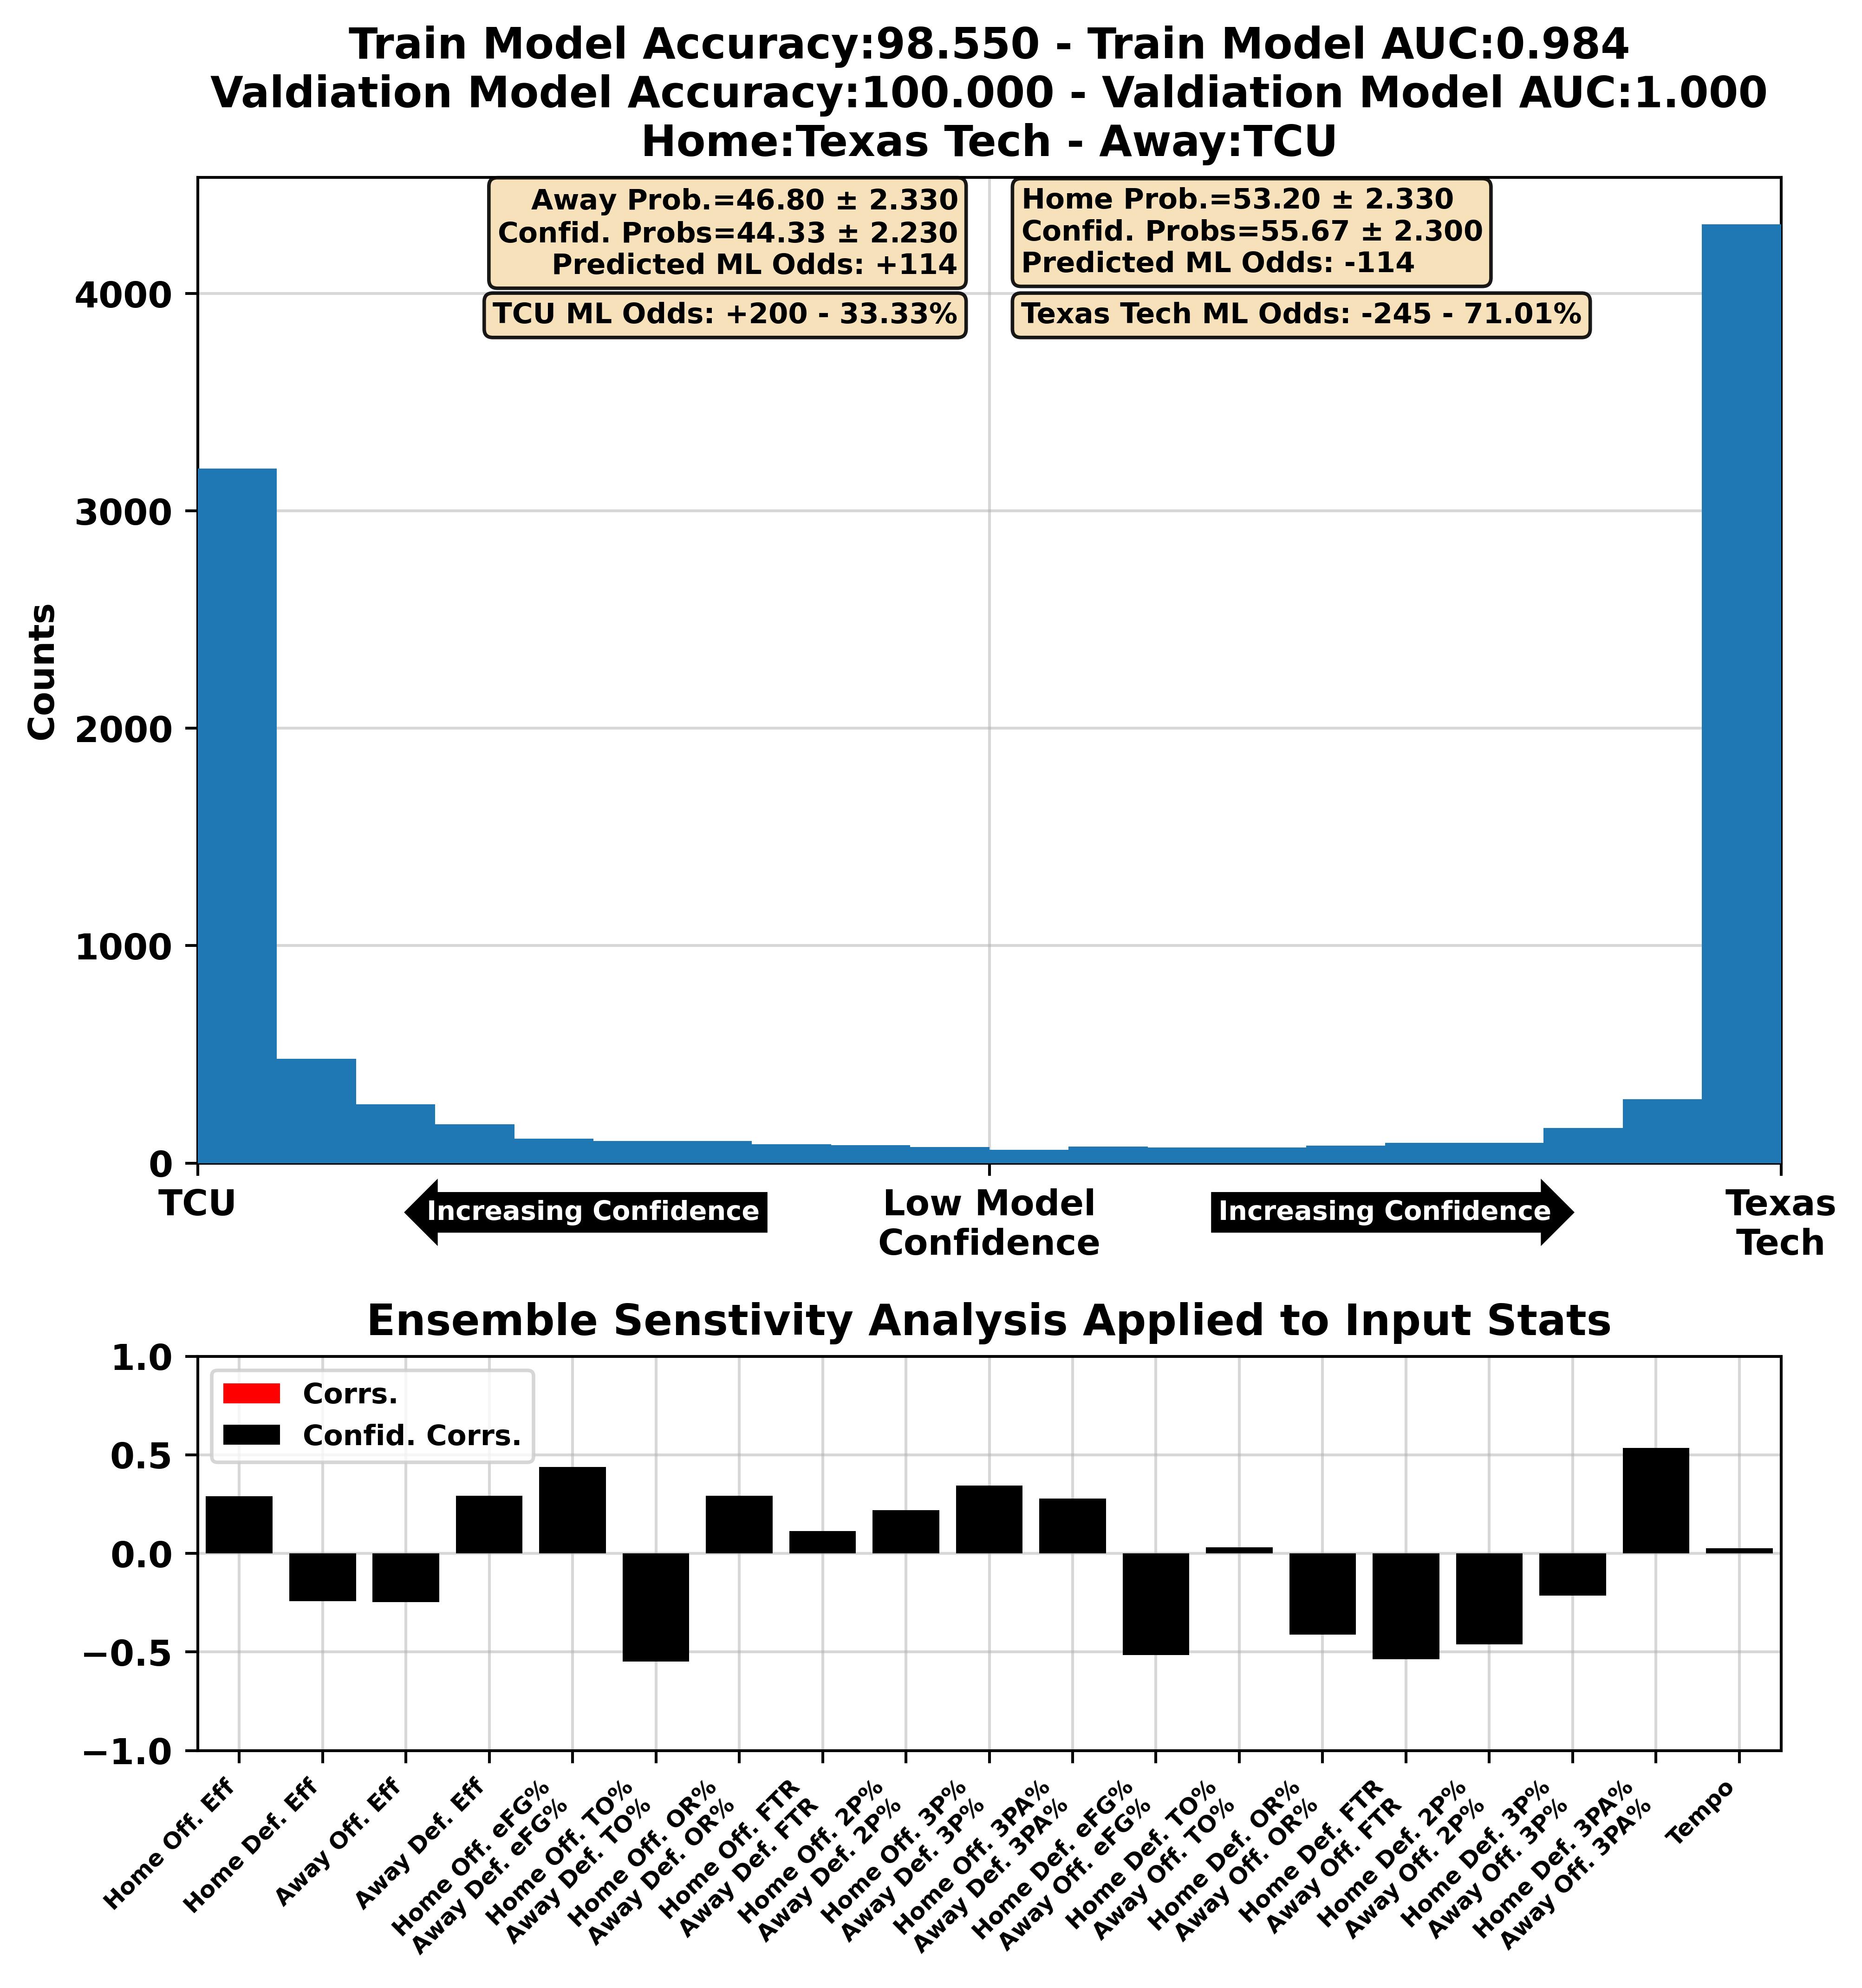 Train Model Accuracy:98.550 - Train Model AUC:0.984
Valdiation Model Accuracy:100.000 - Valdiation Model AUC:1.000
Home:Texas Tech - Away:TCU
Away Prob.=46.80 ± 2.330
Confid. Probs=44.33 ± 2.230
Predicted ML Odds: +114
TCU ML Odds: +200 - 33.33%
Home Prob.=53.20 ± 2.330
Confid. Probs=55.67 ± 2.300
Predicted ML Odds: -114
Texas Tech ML Odds: -245 - 71.01%
Counts
4000
3000
2000
1000
0
TCU
Increasing Confidence
Low Model
Confidence
Increasing Confidence
Texas
Tech
Ensemble Senstivity Analysis Applied to Input Stats
Corrs.
Confid. Corrs.
1.0
0.5
0.0
−0.5
−1.0
Home Off. Eff
Home Def. Eff
Away Off. Eff
Away Def. Eff
Home Off. eFG%
Away Def. eFG%
Home Off. TO%
Away Def. TO%
Home Off. OR%
Away Def. OR%
Home Off. FTR
Away Def. FTR
Home Off. 2P%
Away Def. 2P%
Home Off. 3P%
Away Def. 3P%
Home Off. 3PA%
Away Def. 3PA%
Home Def. eFG%
Away Off. eFG%
Home Def. TO%
Away Off. TO%
Home Def. OR%
Away Off. OR%
Home Def. FTR
Away Off. FTR
Home Def. 2P%
Away Off. 2P%
Home Def. 3P%
Away Off. 3P%
Home Def. 3PA%
Away Off. 3PA%
Tempo